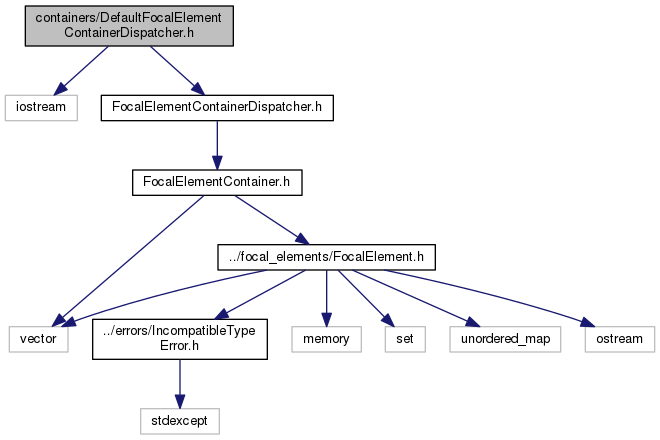 containers/DefaultFocalElement
ContainerDispatcher.h
iostream
FocalElementContainerDispatcher.h
FocalElementContainer.h
../focal_elements/FocalElement.h
vector
../errors/IncompatibleType
Error.h
memory
set
unordered_map
ostream
stdexcept